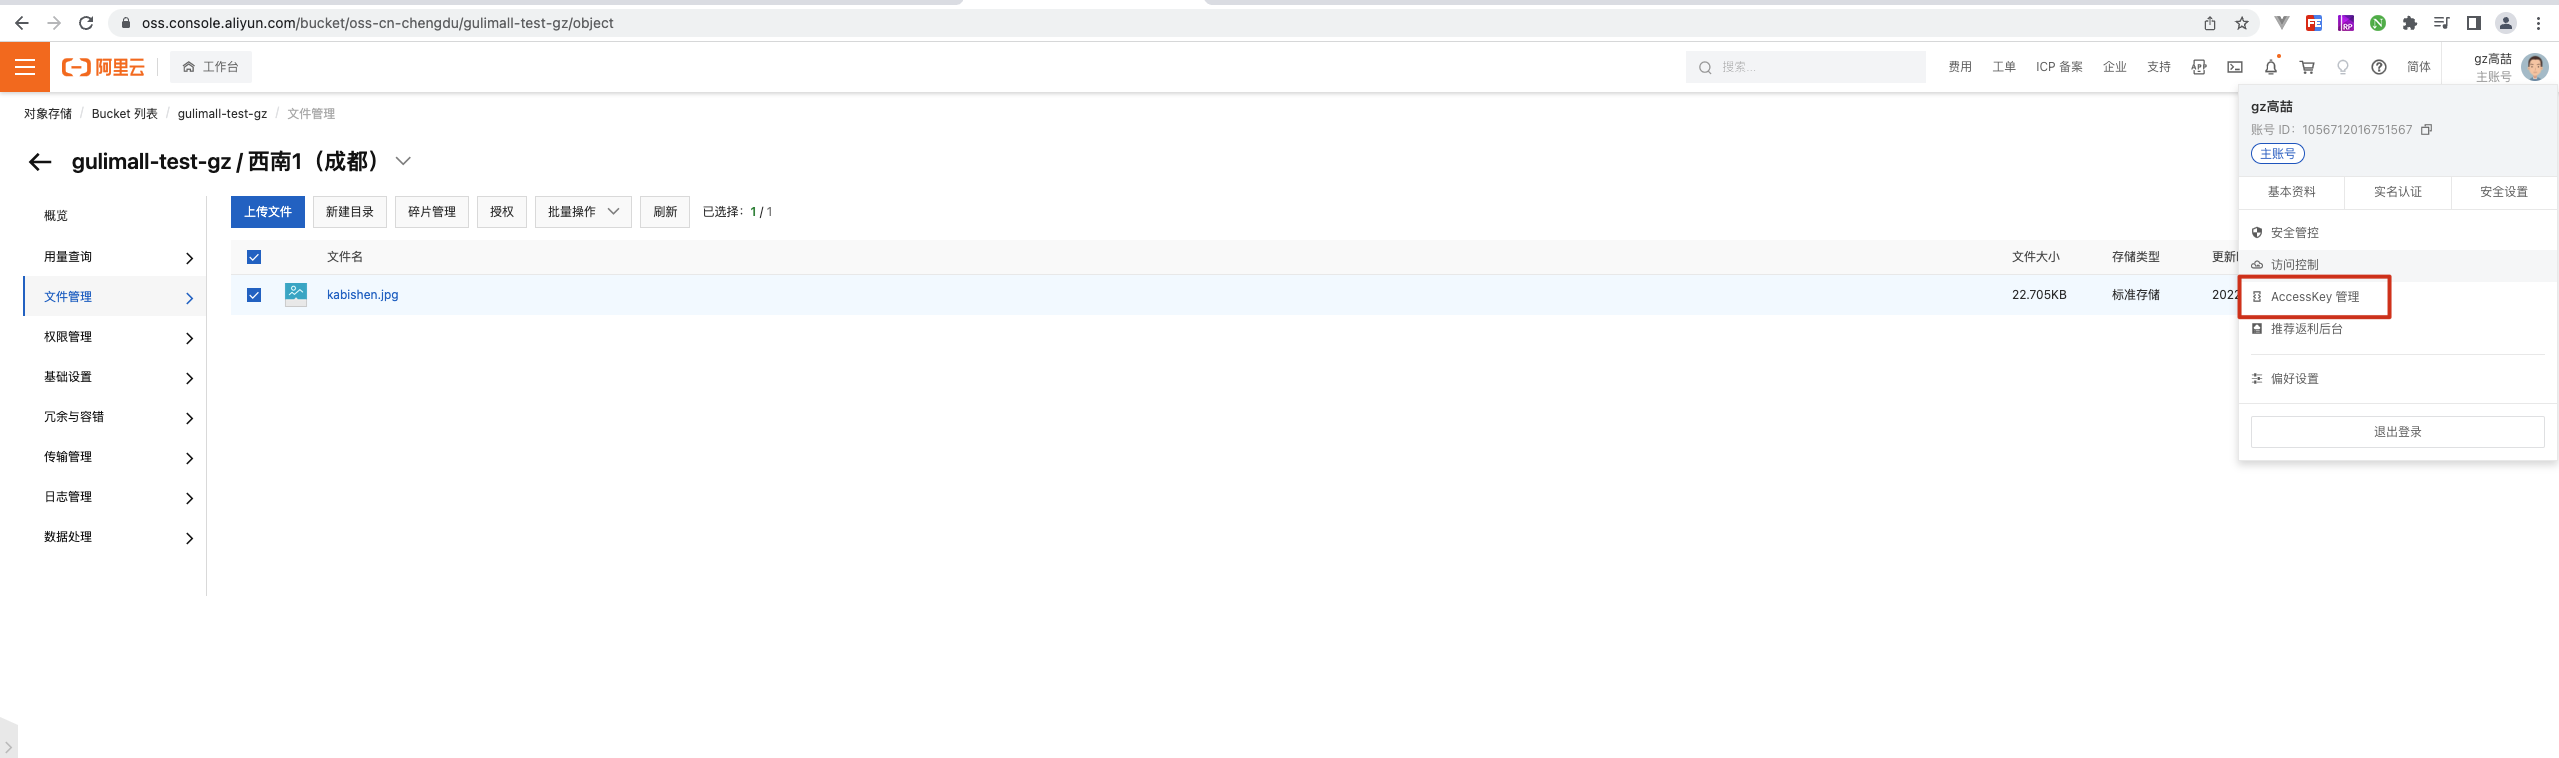 oss.console.aliyun.com/bucket/oss-cn-chengdu/gulimall-test-gz/object
FE
RP
N
阿里云
工作台
搜索...
费用
工单
ICP 备案
企业
支持
APP
简体
gz高喆
主账号
对象存储 / Bucket 列表 / gulimall-test-gz / 文件管理
gulimall-test-gz / 西南1（成都）
gz高喆
账号 ID: 1056712016751567
主账号
基本资料
实名认证
安全设置
安全管控
访问控制
AccessKey 管理
推荐返利后台
偏好设置
退出登录
概览
用量查询
文件管理
权限管理
基础设置
冗余与容错
传输管理
日志管理
数据处理
上传文件
新建目录
碎片管理
授权
批量操作
刷新
已选择: 1 / 1
文件名
文件大小
存储类型
更新
kabishen.jpg
22.705KB
标准存储
2022